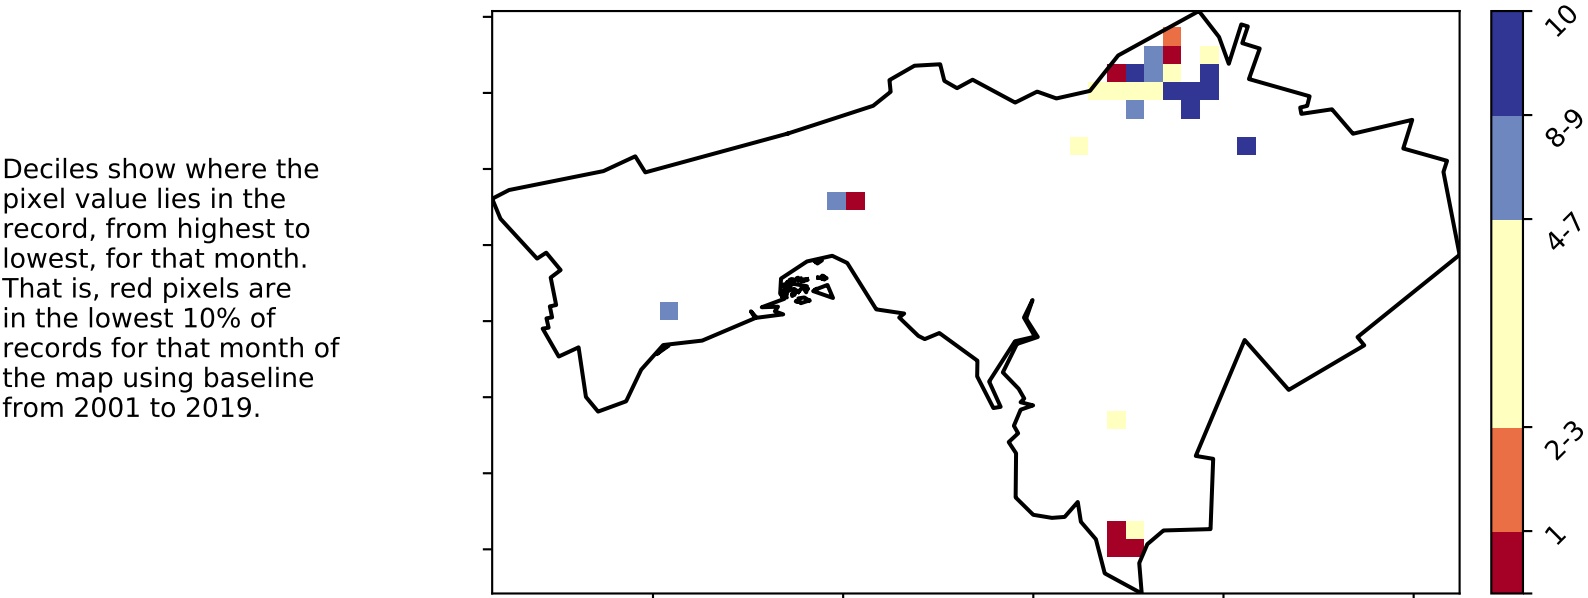 Deciles show where the
pixel value lies in the
record, from highest to
lowest, for that month.
That is, red pixels are
in the lowest 10% of
records for that month of
the map using baseline
from 2001 to 2019.
10
8-9
4-7
2-3
1